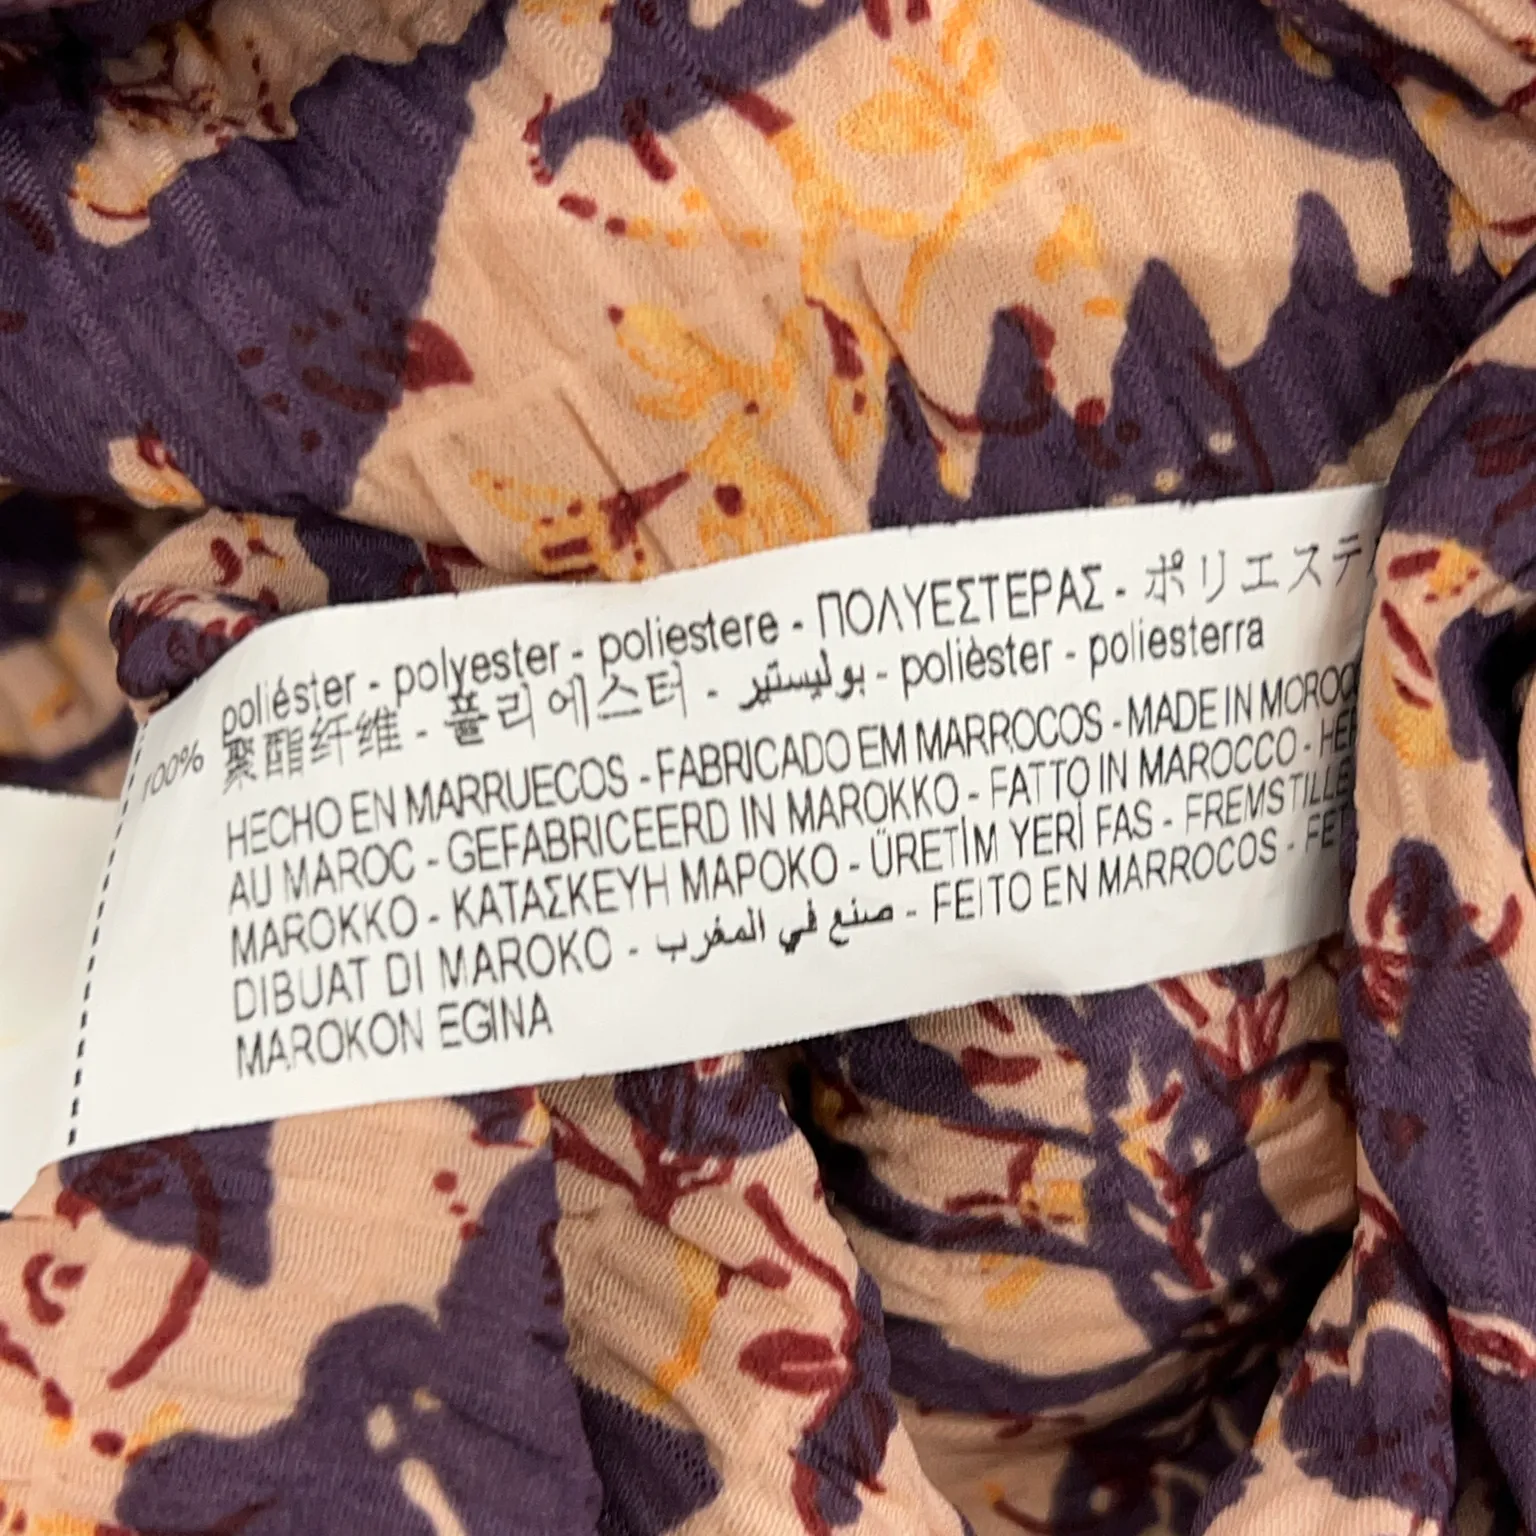 poliéster - polyester - poliestere - ΠΟΛΥΕΣΤΕΡΑΣ - ポリエステ
100% 聚酯纤维 - 폴리에스터 - بوليستير - polièster - poliesterra
HECHO EN MARRUECOS - FABRICADO EM MARROCOS - MADE IN MOROC
AU MAROC - GEFABRICEERD IN MAROKKO - FATTO IN MAROCCO - HER
MAROKKO - ΚΑΤΑΣΚΕΥΗ ΜΑΡΟΚΟ - ÜRETİM YERİ FAS - FREMSTILLE
DIBUAT DI MAROKO - صنع في المغرب - FEITO EN MARROCOS - FET
MAROKON EGINA